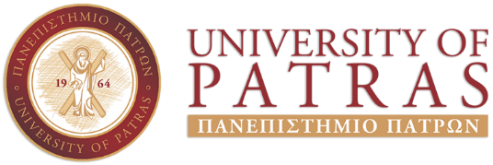 ΠΑΝΕΠΙΣΤΗΜΙΟ ΠΑΤΡΩΝ
19 64
UNIVERSITY OF PATRAS
UNIVERSITY OF
PATRAS
ΠΑΝΕΠΙΣΤΗΜΙΟ ΠΑΤΡΩΝ